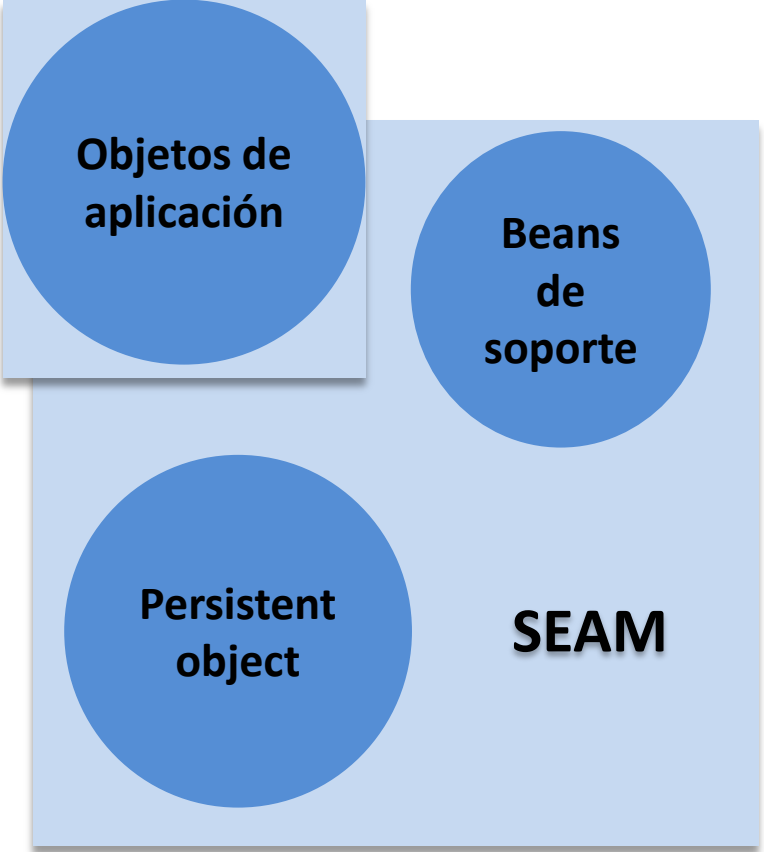 Objetos de
aplicación
Beans
de
soporte
Persistent
object
SEAM